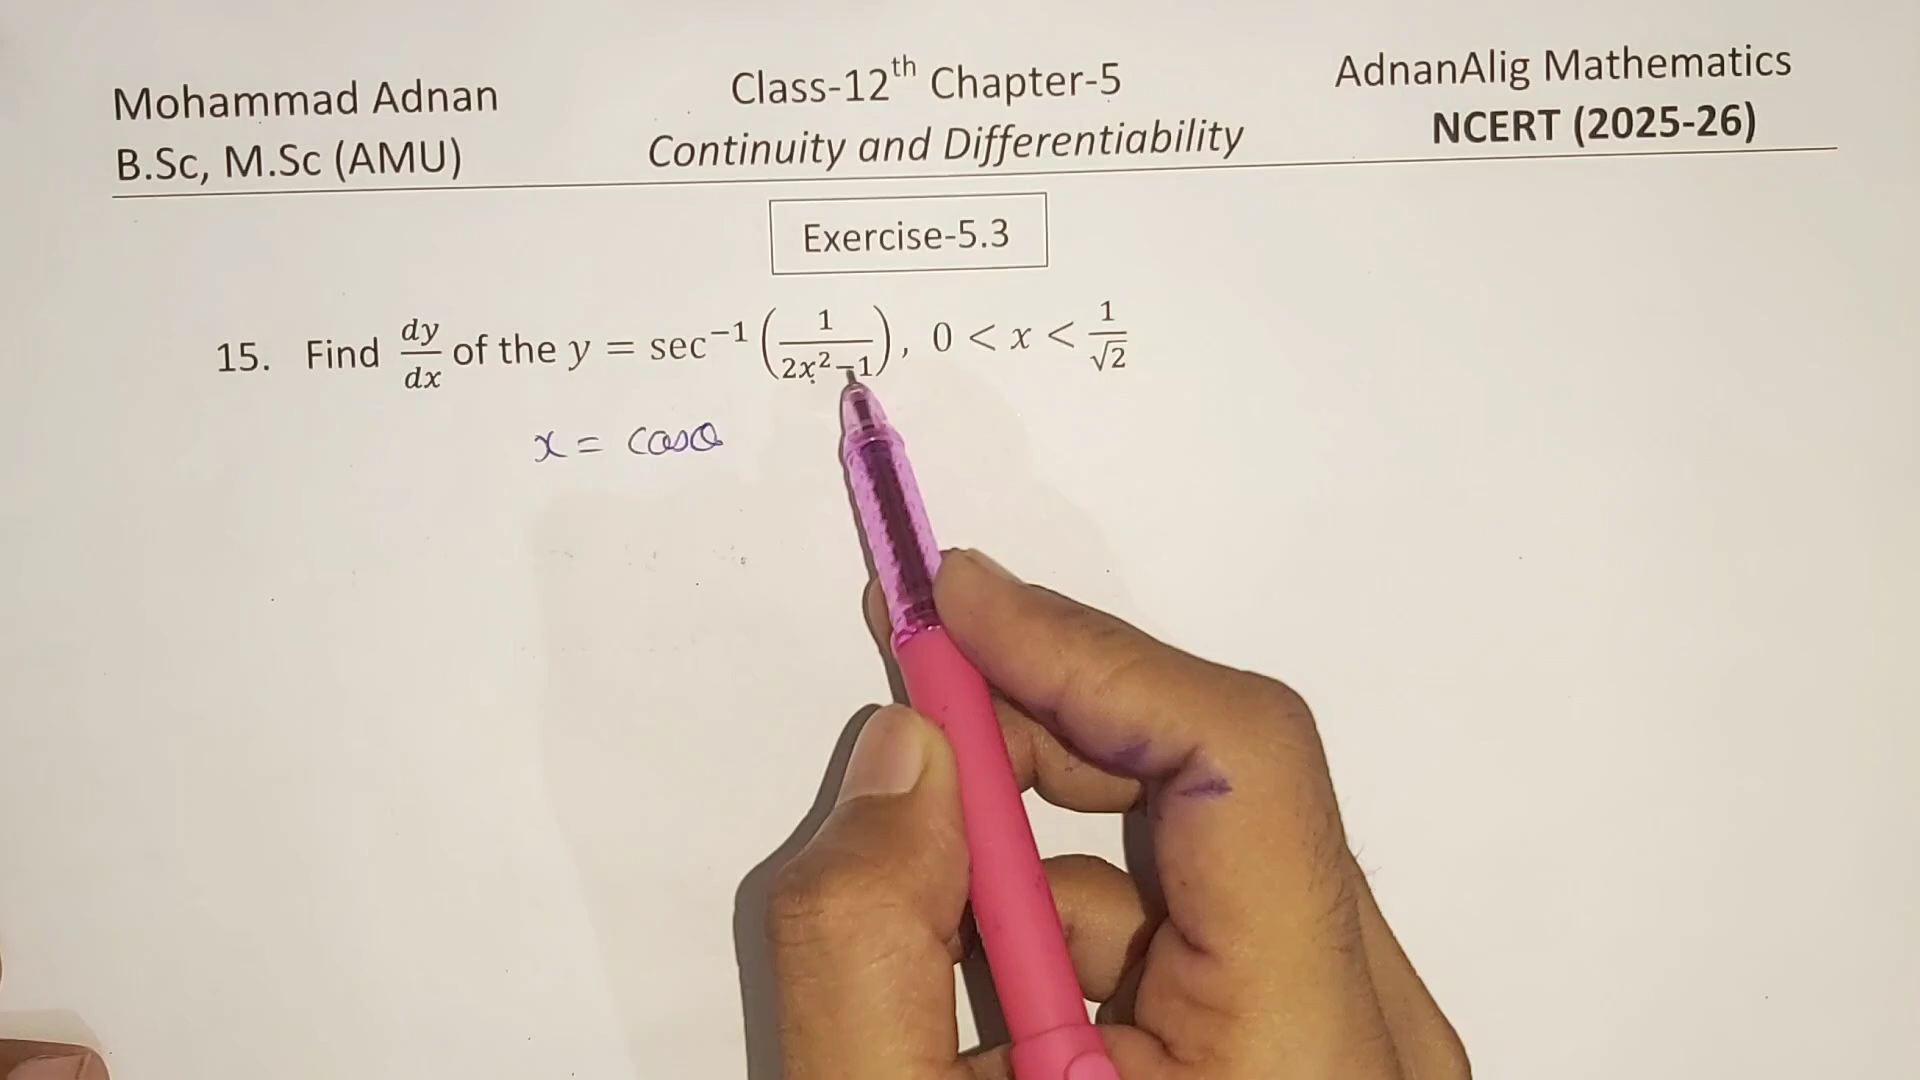 Mohammad Adnan
B.Sc, M.Sc (AMU)
Class-12th Chapter-5
Continuity and Differentiability
AdnanAlig Mathematics
NCERT (2025-26)
Exercise-5.3
15. Find dy/dx of the y = sec⁻¹(1/(2x²−1)), 0 < x < 1/√2
x = cosθ